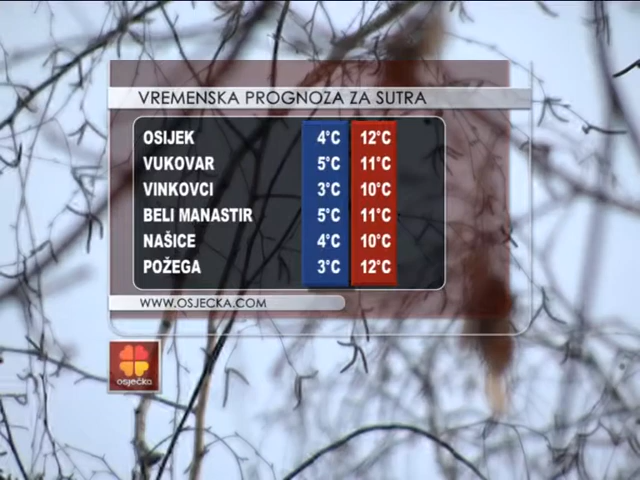 VREMENSKA PROGNOZA ZA SUTRA
OSIJEK 4°C 12°C
VUKOVAR 5°C 11°C
VINKOVCI 3°C 10°C
BELI MANASTIR 5°C 11°C
NAŠICE 4°C 10°C
POŽEGA 3°C 12°C
WWW.OSJECKA.COM
osječka